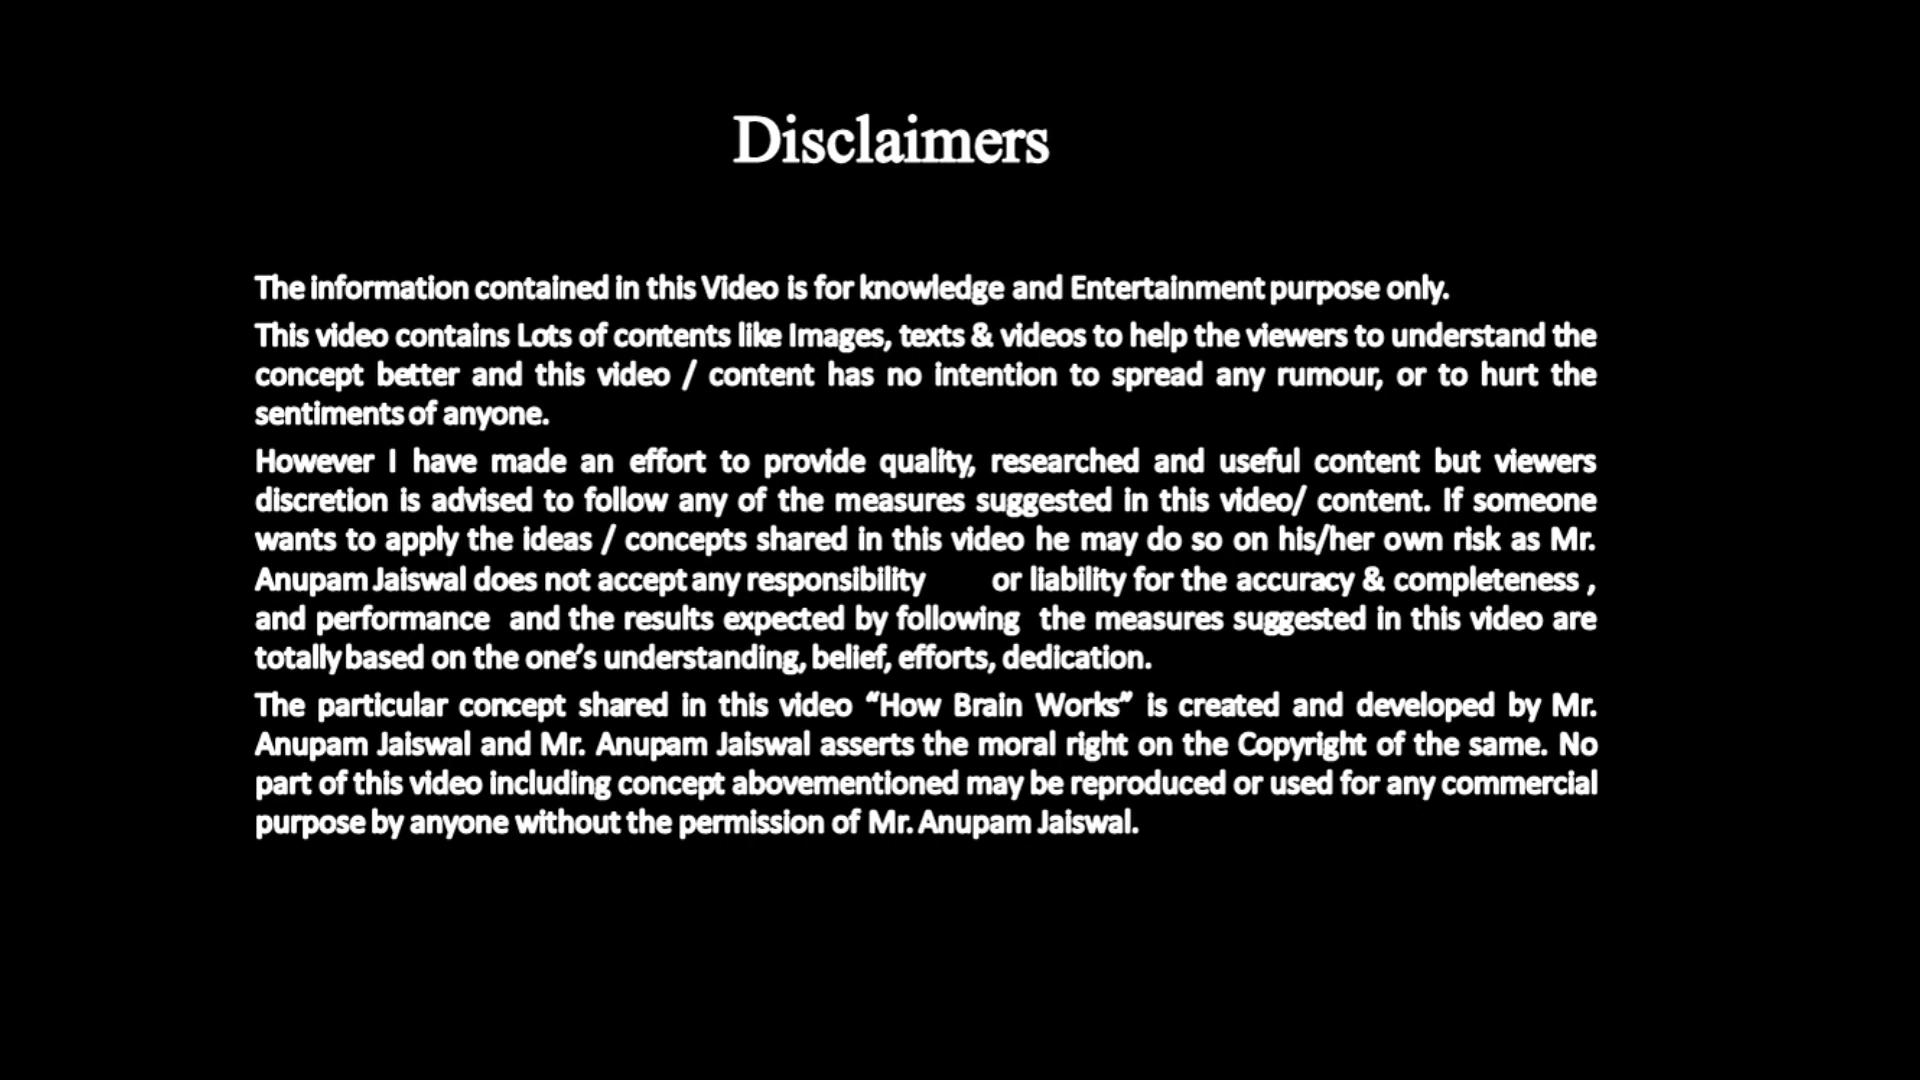 Disclaimers
The information contained in this Video is for knowledge and Entertainment purpose only.
This video contains Lots of contents like Images, texts & videos to help the viewers to understand the
concept better and this video / content has no intention to spread any rumour, or to hurt the
sentiments of anyone.
However I have made an effort to provide quality, researched and useful content but viewers
discretion is advised to follow any of the measures suggested in this video/ content. If someone
wants to apply the ideas / concepts shared in this video he may do so on his/her own risk as Mr.
Anupam Jaiswal does not accept any responsibility or liability for the accuracy & completeness ,
and performance and the results expected by following the measures suggested in this video are
totally based on the one’s understanding, belief, efforts, dedication.
The particular concept shared in this video “How Brain Works” is created and developed by Mr.
Anupam Jaiswal and Mr. Anupam Jaiswal asserts the moral right on the Copyright of the same. No
part of this video including concept abovementioned may be reproduced or used for any commercial
purpose by anyone without the permission of Mr. Anupam Jaiswal.